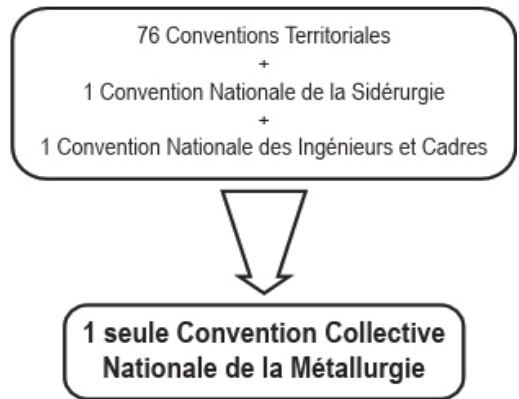 76 Conventions Territoriales
+
1 Convention Nationale de la Sidérurgie
+
1 Convention Nationale des Ingénieurs et Cadres
1 seule Convention Collective
Nationale de la Métallurgie